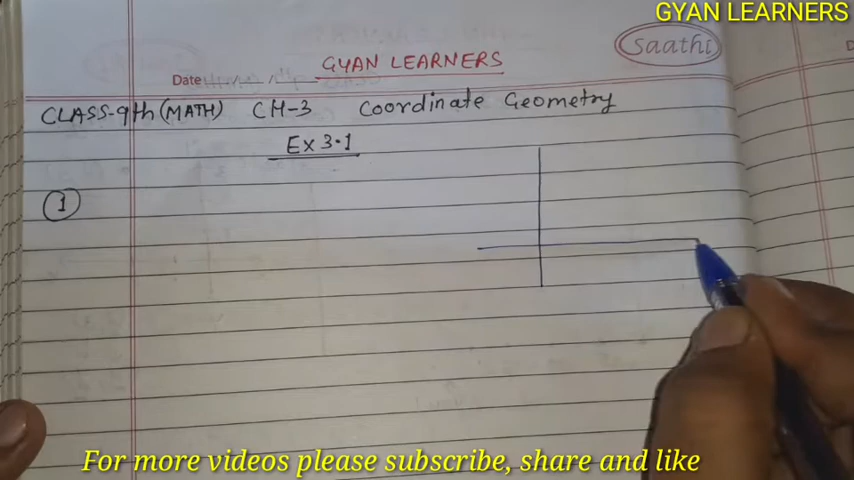 GYAN LEARNERS
Saathi
GYAN LEARNERS
Date
CLASS-9th (MATH) CH-3 Coordinate Geometry
Ex 3.1
1
For more videos please subscribe, share and like